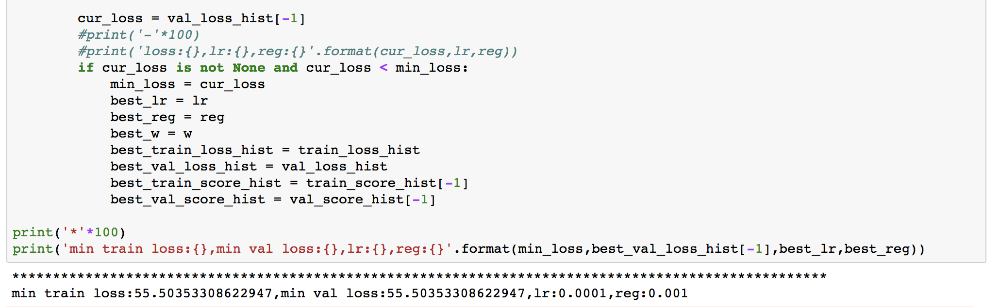 cur_loss = val_loss_hist[-1]
#print('-'*100)
#print('loss:{},lr:{},reg:{}'.format(cur_loss,lr,reg))
if cur_loss is not None and cur_loss < min_loss:
min_loss = cur_loss
best_lr = lr
best_reg = reg
best_w = w
best_train_loss_hist = train_loss_hist
best_val_loss_hist = val_loss_hist
best_train_score_hist = train_score_hist[-1]
best_val_score_hist = val_score_hist[-1]
print('*'*100)
print('min train loss:{},min val loss:{},lr:{},reg:{}'.format(min_loss,best_val_loss_hist[-1],best_lr,best_reg))
****************************************************************************************************
min train loss:55.50353308622947,min val loss:55.50353308622947,lr:0.0001,reg:0.001